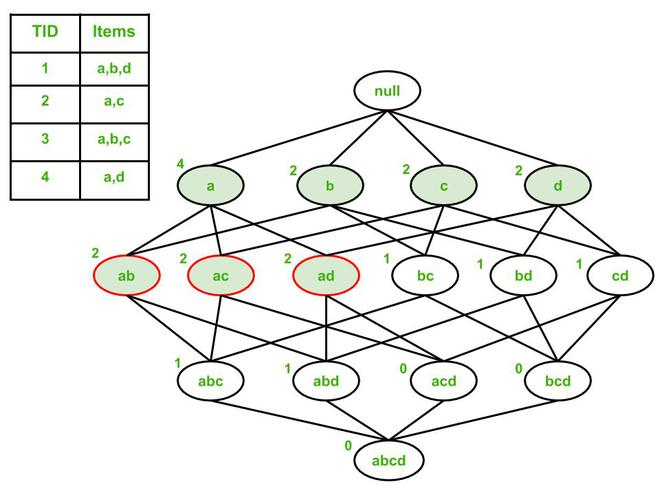 TID Items
1 a,b,d
2 a,c
3 a,b,c
4 a,d
null
4 a 2 b 2 c 2 d
2 ab 2 ac 2 ad 1 bc 1 bd 1 cd
1 abc 1 abd 0 acd 0 bcd
0 abcd